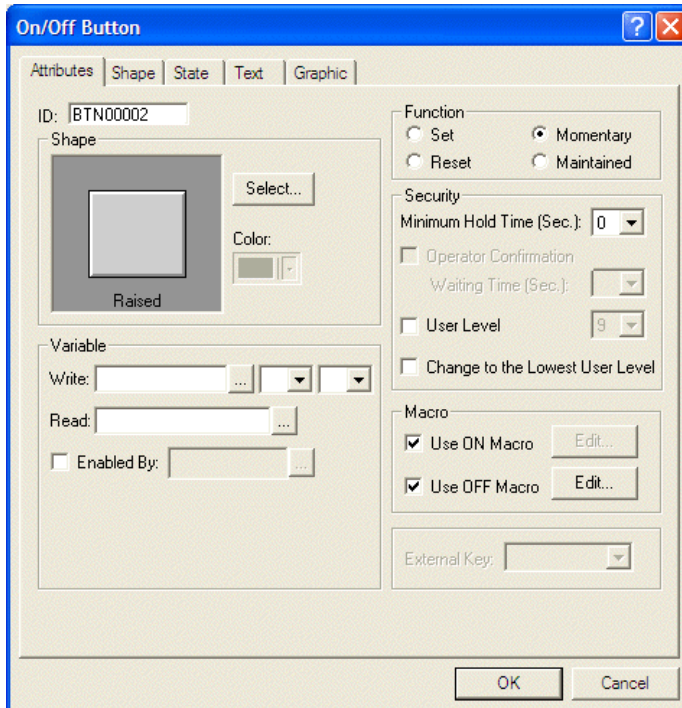 On/Off Button
Attributes Shape State Text Graphic
ID: BTN00002
Shape
Raised
Select...
Color:
Variable
Write: ...
Read: ...
Enabled By: ...
Function
Set Momentary
Reset Maintained
Security
Minimum Hold Time (Sec.): 0
Operator Confirmation
Waiting Time (Sec.):
User Level 9
Change to the Lowest User Level
Macro
Use ON Macro Edit...
Use OFF Macro Edit...
External Key:
OK Cancel